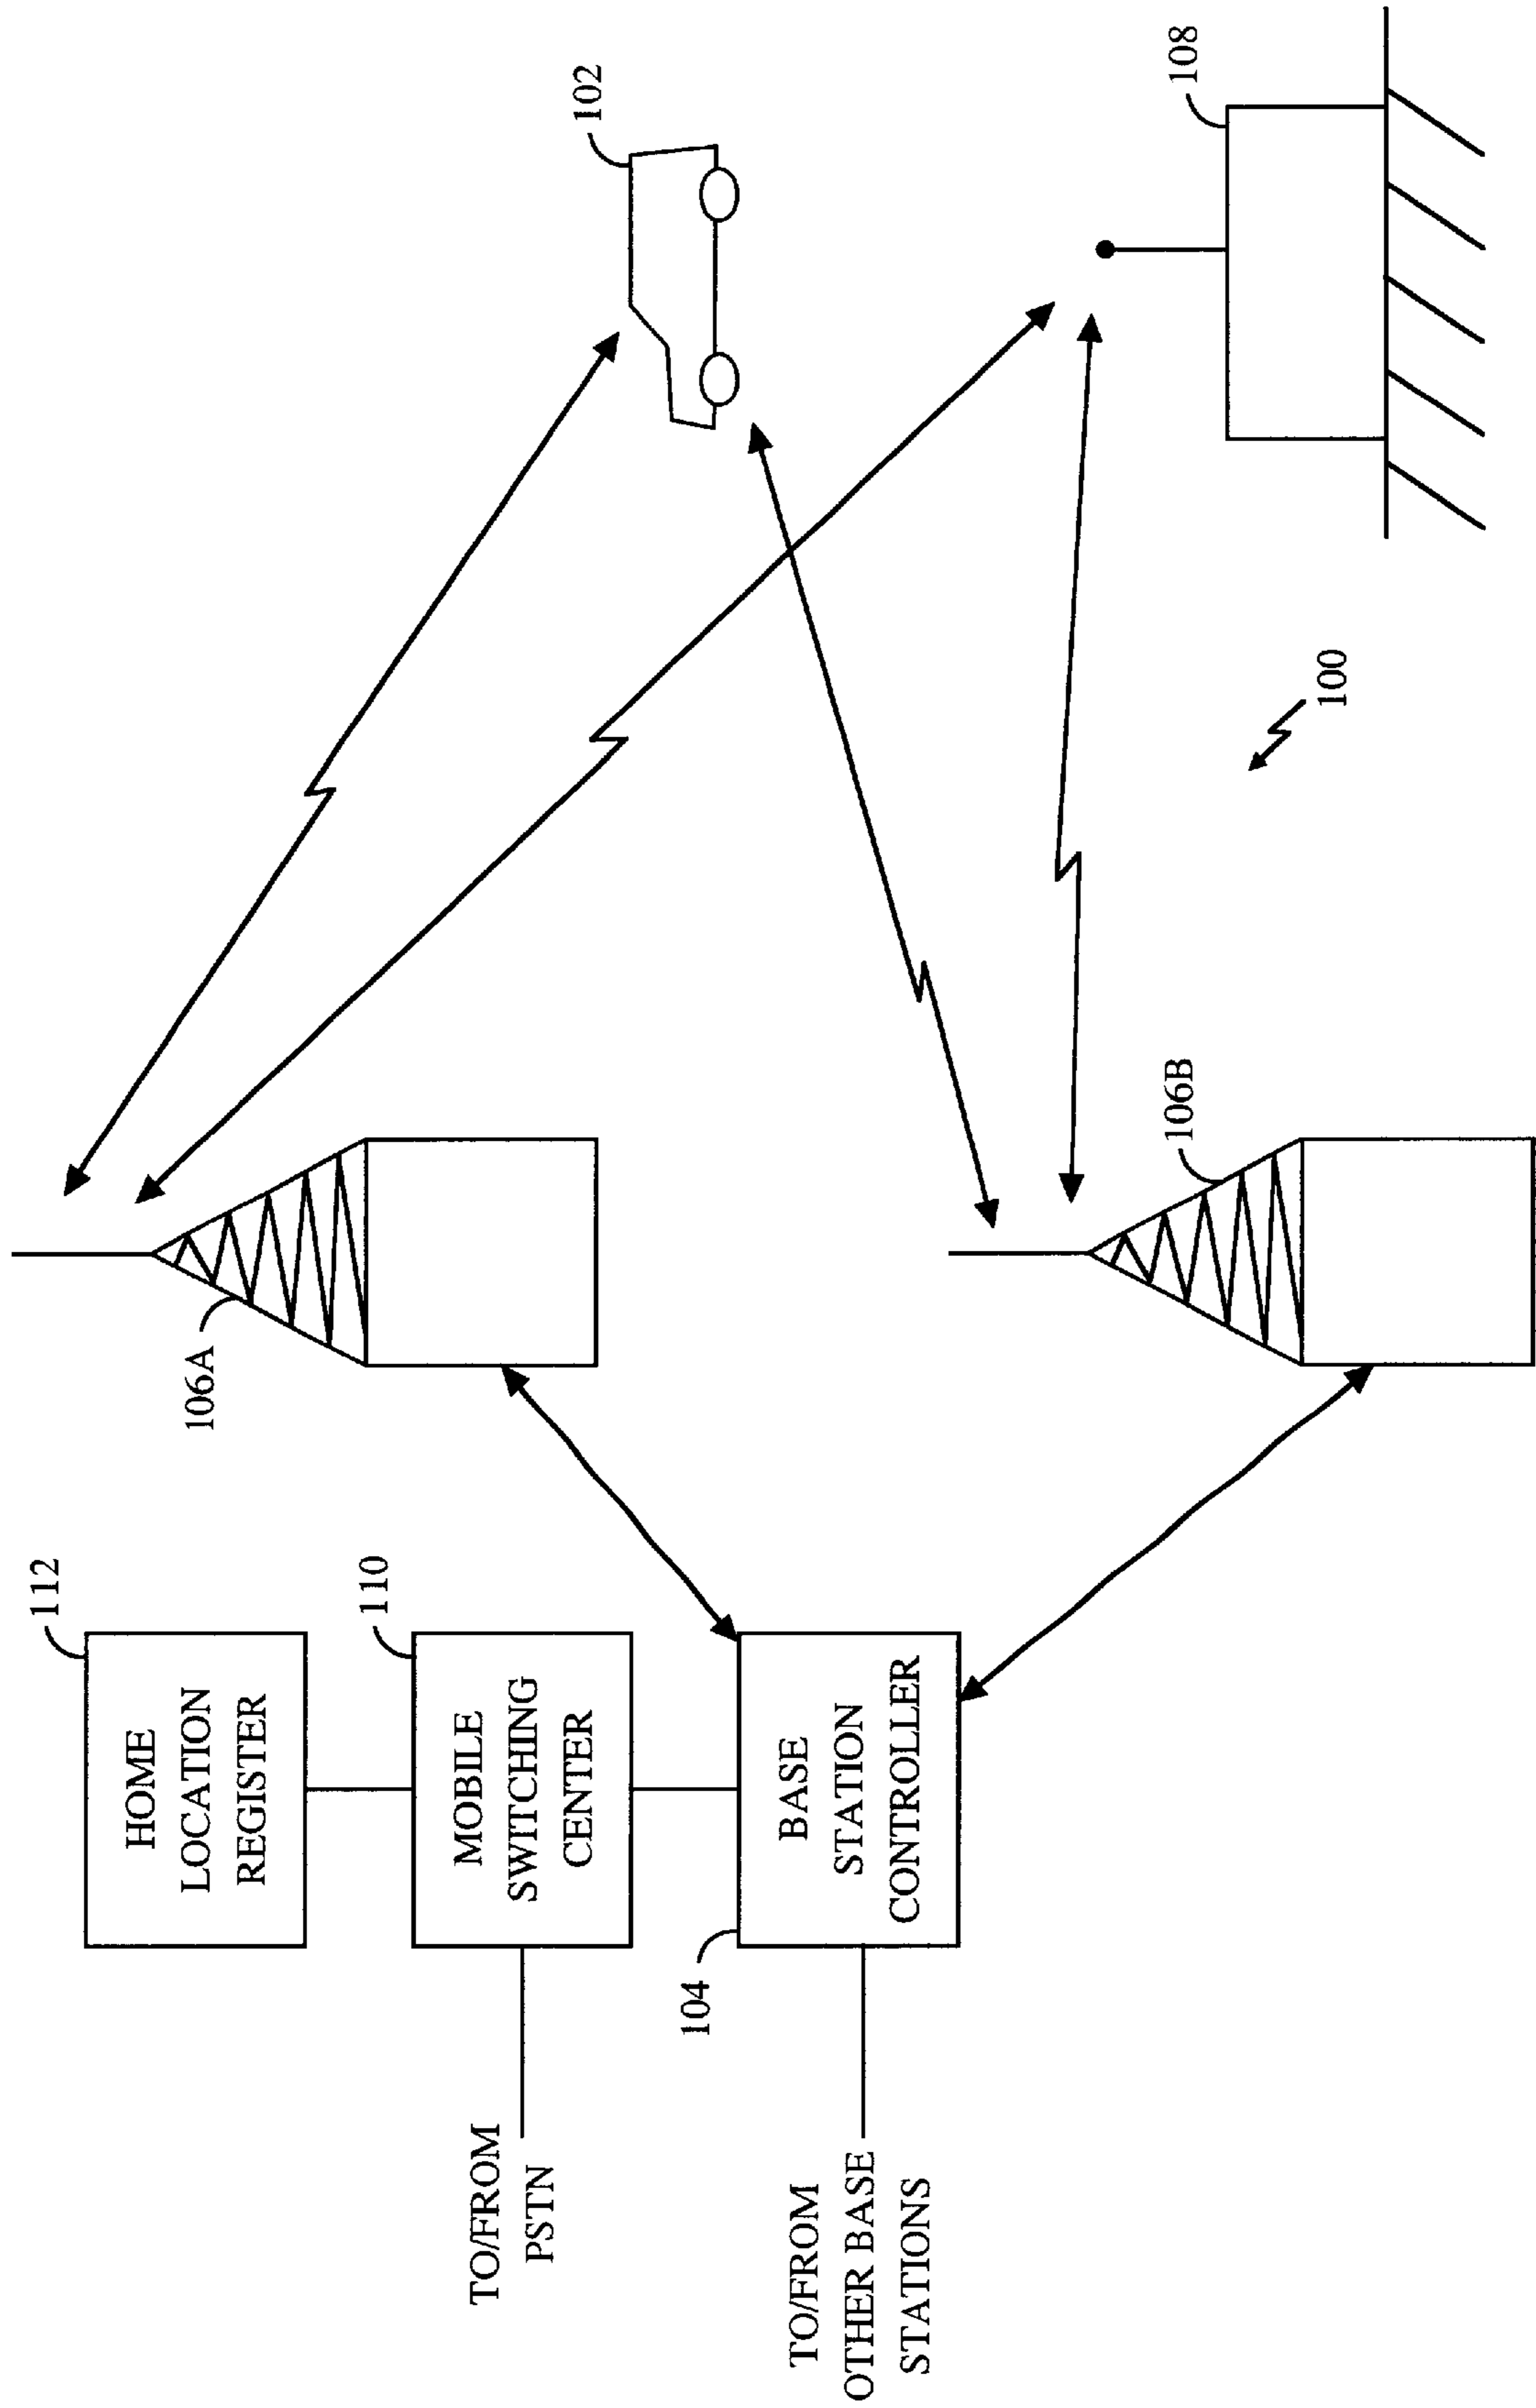 112
HOME
LOCATION
REGISTER
110
MOBILE
SWITCHING
CENTER
TO/FROM
PSTN
104
BASE
STATION
CONTROLLER
TO/FROM
OTHER BASE
STATIONS
106A
106B
102
108
100